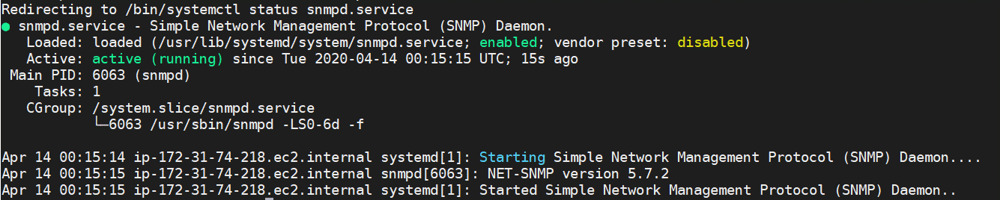 Redirecting to /bin/systemctl status snmpd.service
● snmpd.service - Simple Network Management Protocol (SNMP) Daemon.
   Loaded: loaded (/usr/lib/systemd/system/snmpd.service; enabled; vendor preset: disabled)
   Active: active (running) since Tue 2020-04-14 00:15:15 UTC; 15s ago
 Main PID: 6063 (snmpd)
    Tasks: 1
   CGroup: /system.slice/snmpd.service
           └─6063 /usr/sbin/snmpd -LS0-6d -f

Apr 14 00:15:14 ip-172-31-74-218.ec2.internal systemd[1]: Starting Simple Network Management Protocol (SNMP) Daemon....
Apr 14 00:15:15 ip-172-31-74-218.ec2.internal snmpd[6063]: NET-SNMP version 5.7.2
Apr 14 00:15:15 ip-172-31-74-218.ec2.internal systemd[1]: Started Simple Network Management Protocol (SNMP) Daemon..